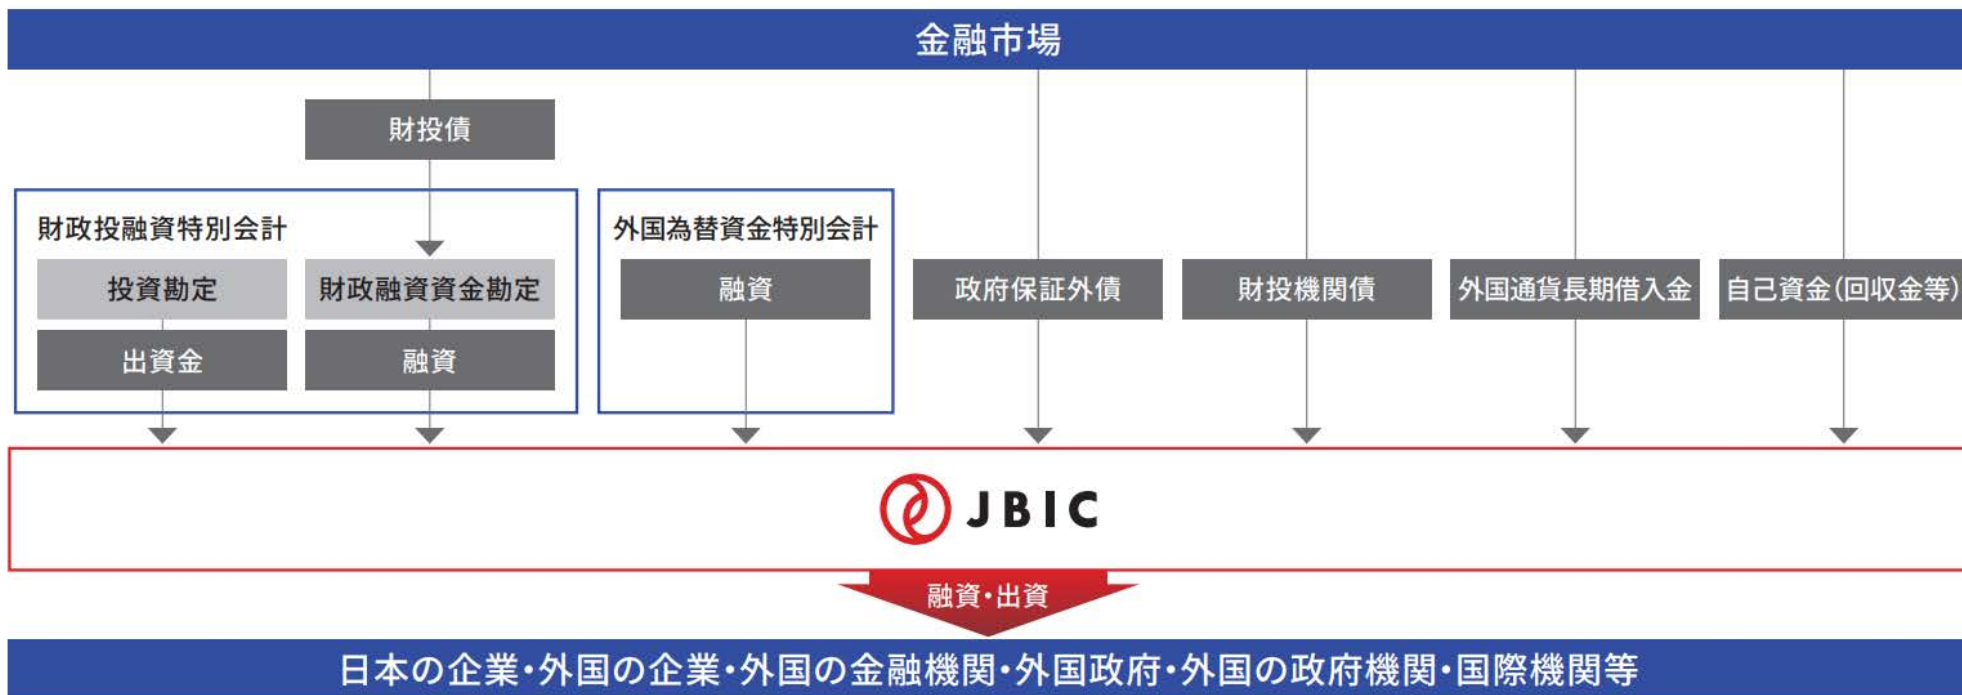 金融市場
財投債
財政投融資特別会計
外国為替資金特別会計
投資勘定
財政融資資金勘定
融資
政府保証外債
財投機関債
外国通貨長期借入金
自己資金(回収金等)
出資金
融資
JBIC
融資・出資
日本の企業・外国の企業・外国の金融機関・外国政府・外国の政府機関・国際機関等